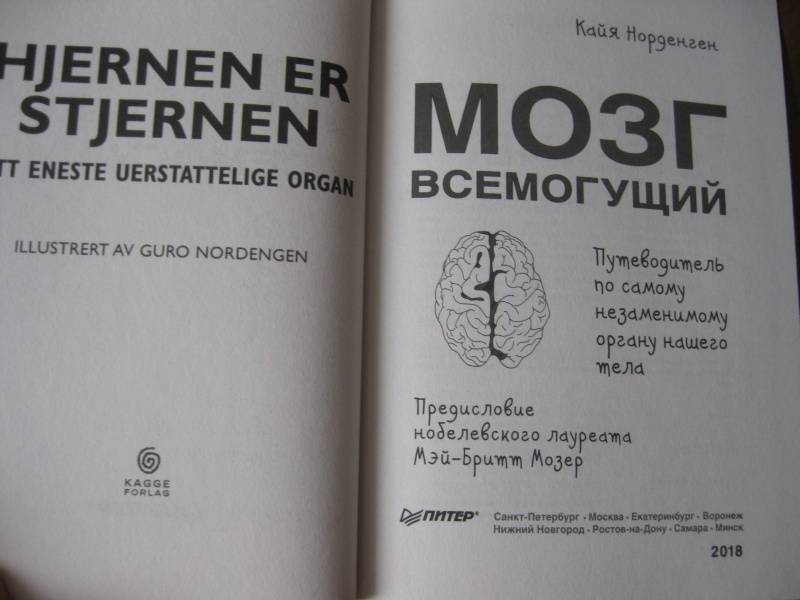 HJERNEN ER
STJERNEN
TT ENESTE UERSTATTELIGE ORGAN
ILLUSTRERT AV GURO NORDENGEN
KAGGE
FORLAG
Кайя Норденген
МОЗГ
ВСЕМОГУЩИЙ
Путеводитель
по самому
незаменимому
органу нашего
тела
Предисловие
нобелевского лауреата
Мэй-Бритт Мозер
ПИТЕР®
Санкт-Петербург • Москва • Екатеринбург • Воронеж
Нижний Новгород • Ростов-на-Дону • Самара • Минск
2018